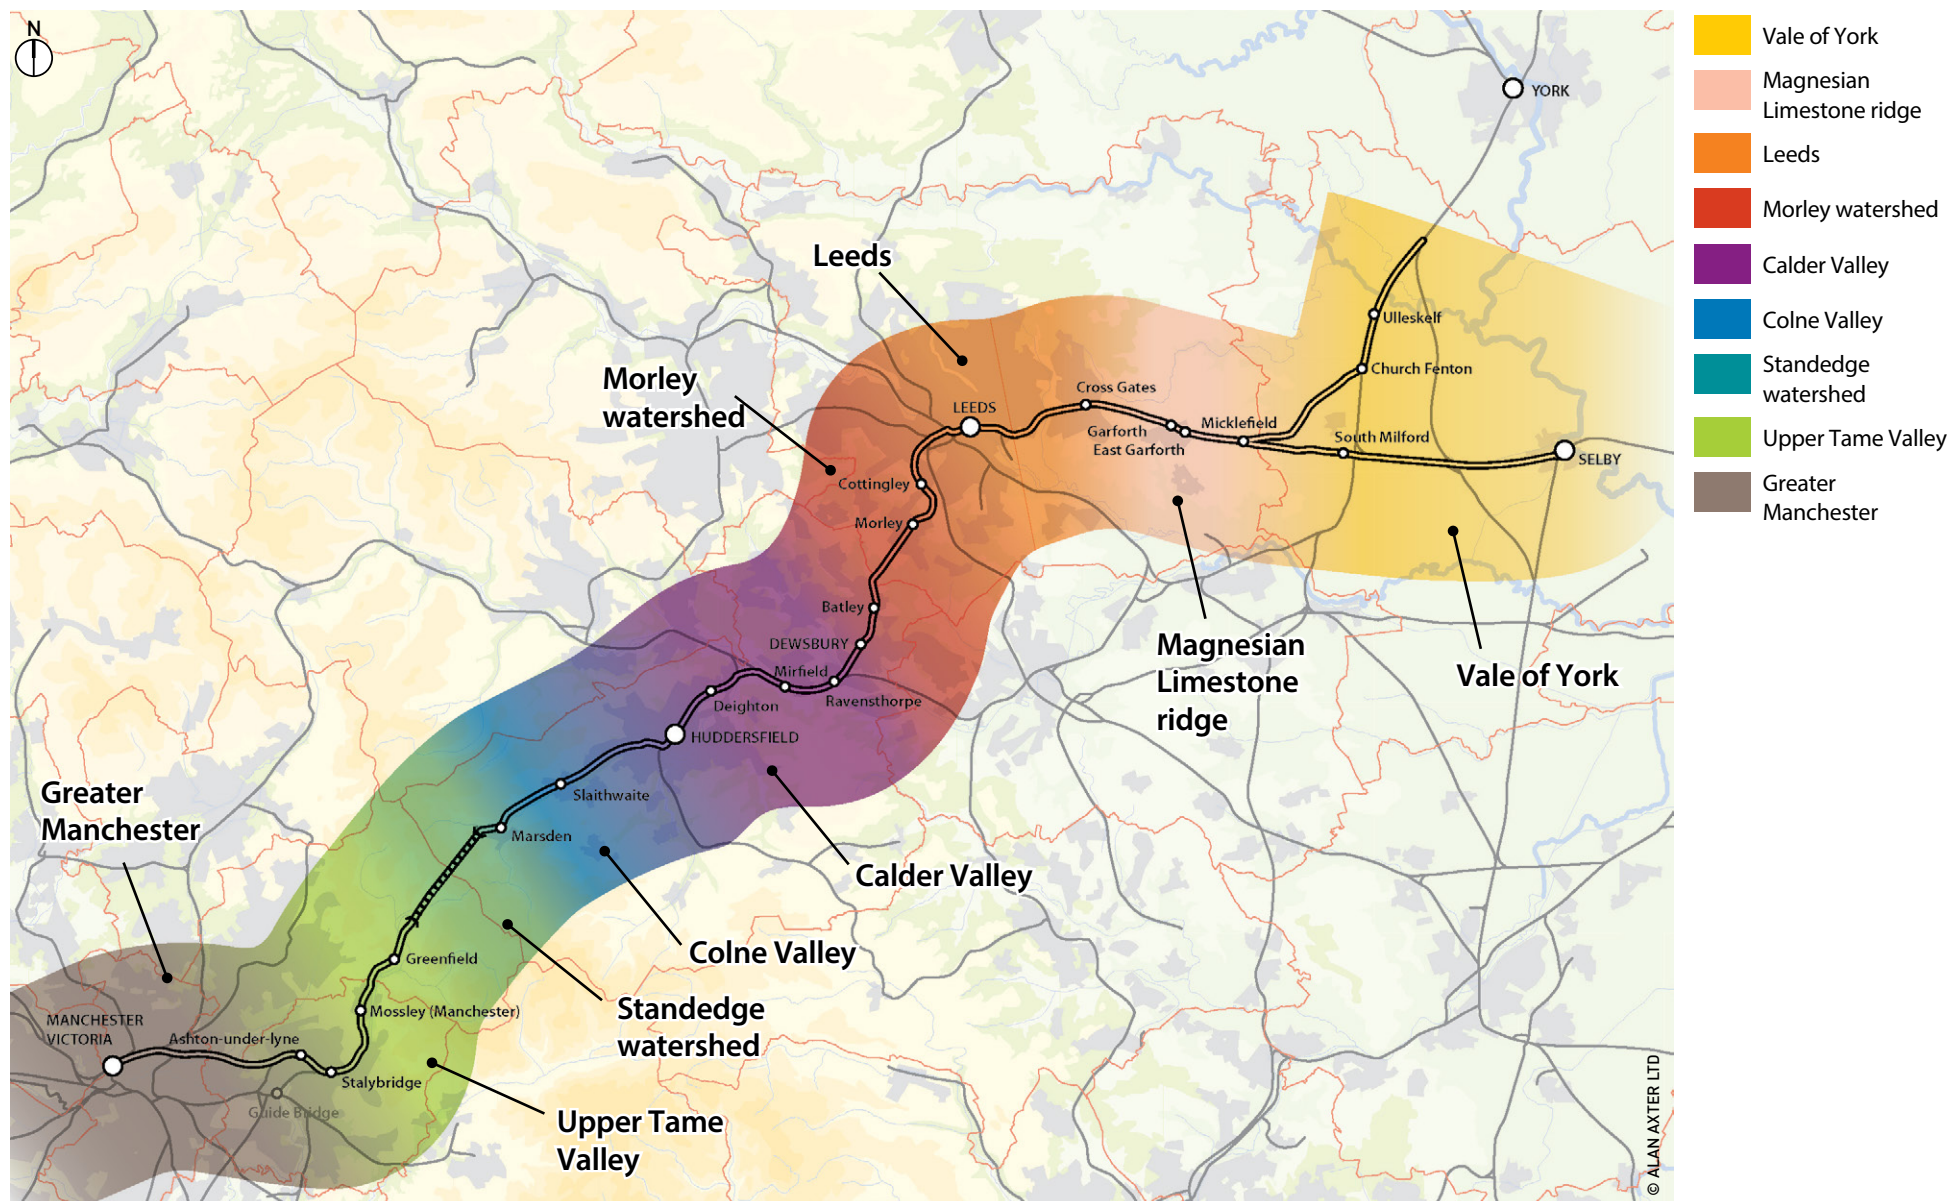 N
YORK
Leeds
Ulleskelf
Church Fenton
Morley
watershed
Cross Gates
LEEDS
Garforth
East Garforth
Micklefield
South Milford
SELBY
Cottingley
Morley
Batley
DEWSBURY
Mirfield
Ravensthorpe
Deighton
HUDDERSFIELD
Magnesian
Limestone
ridge
Vale of York
Slaithwaite
Marsden
Greater
Manchester
Calder Valley
Colne Valley
Greenfield
Standedge
watershed
Mossley (Manchester)
MANCHESTER
VICTORIA
Ashton-under-lyne
Stalybridge
Guide Bridge
Upper Tame
Valley
© ALAN AXTER LTD
Vale of York
Magnesian
Limestone ridge
Leeds
Morley watershed
Calder Valley
Colne Valley
Standedge
watershed
Upper Tame Valley
Greater
Manchester